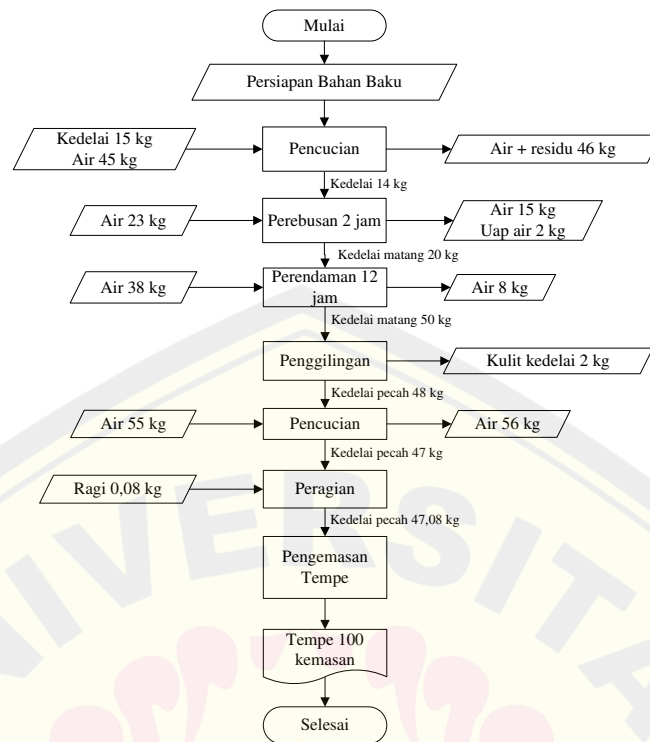 Mulai
Persiapan Bahan Baku
Kedelai 15 kg
Air 45 kg
Pencucian
Air + residu 46 kg
Kedelai 14 kg
Air 23 kg
Perebusan 2 jam
Air 15 kg
Uap air 2 kg
Kedelai matang 20 kg
Air 38 kg
Perendaman 12
jam
Air 8 kg
Kedelai matang 50 kg
Penggilingan
Kulit kedelai 2 kg
Kedelai pecah 48 kg
Air 55 kg
Pencucian
Air 56 kg
Kedelai pecah 47 kg
Ragi 0,08 kg
Peragian
Kedelai pecah 47,08 kg
Pengemasan
Tempe
Tempe 100
kemasan
Selesai
NIVERSITA